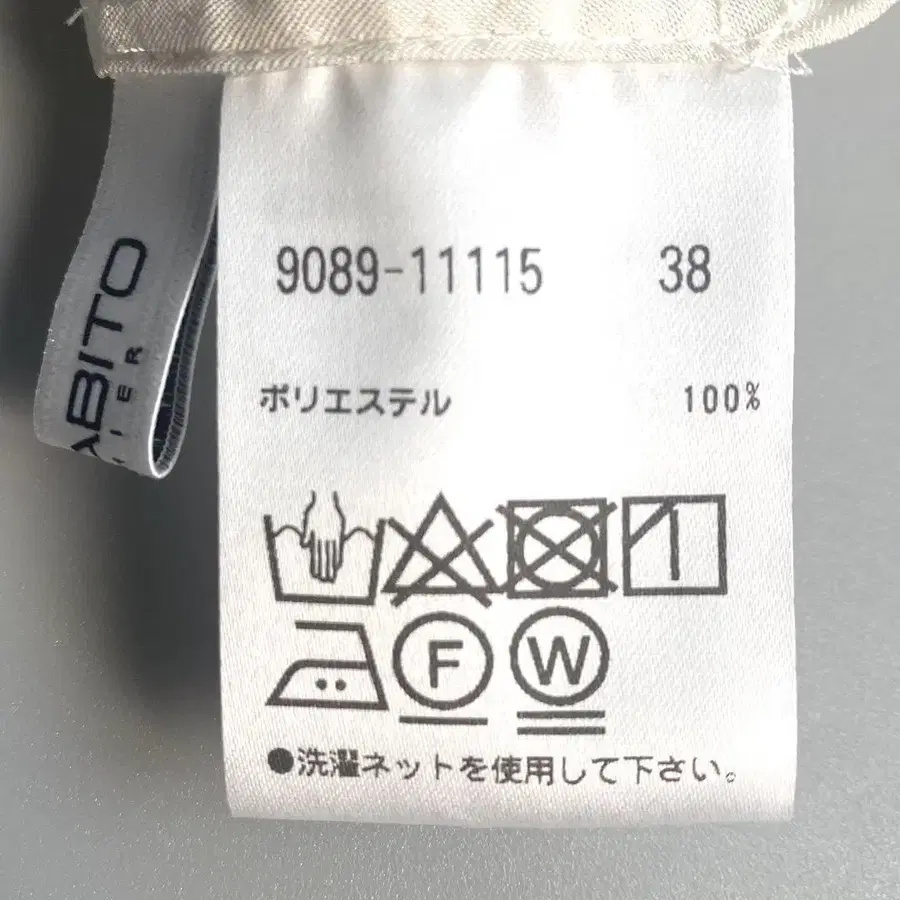 ABITO
9089-11115 38
ポリエステル 100%
F W
●洗濯ネットを使用して下さい。